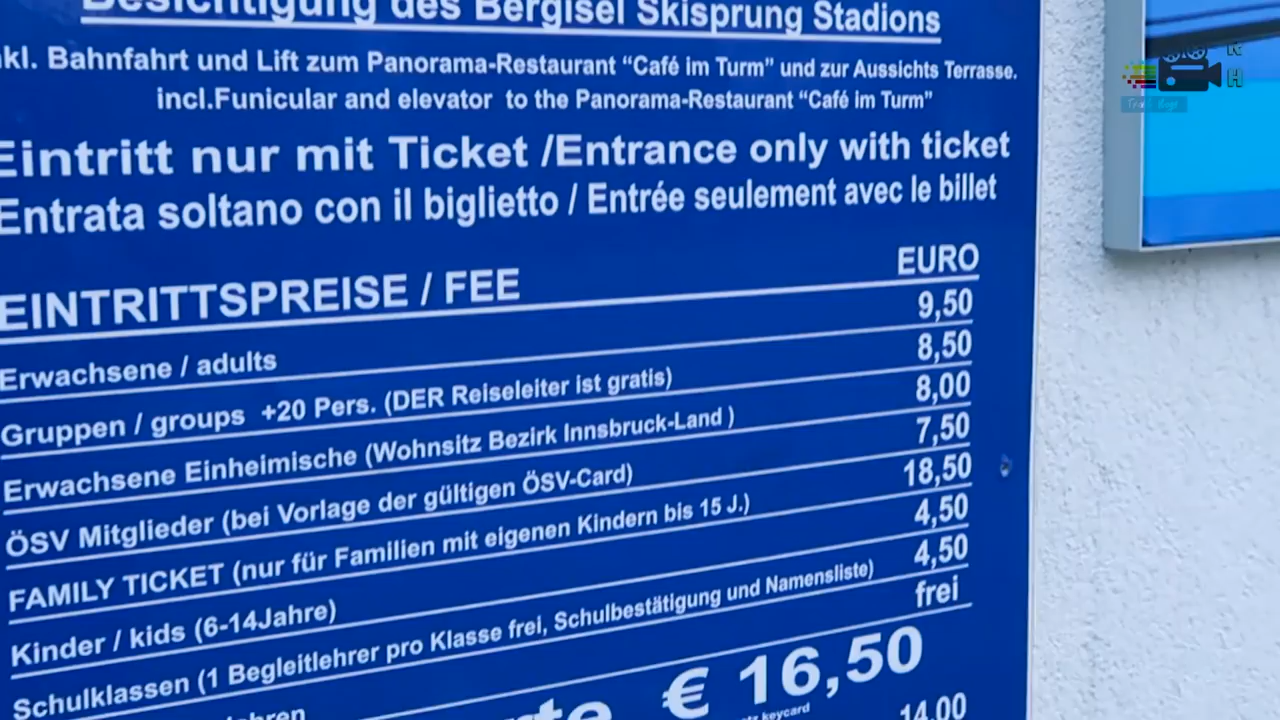 Besichtigung des Bergisel Skisprung Stadions
kl. Bahnfahrt und Lift zum Panorama-Restaurant “Café im Turm” und zur Aussichts Terrasse.
incl.Funicular and elevator to the Panorama-Restaurant “Café im Turm”
Eintritt nur mit Ticket /Entrance only with ticket
Entrata soltano con il biglietto / Entrée seulement avec le billet
EINTRITTSPREISE / FEE EURO
Erwachsene / adults 9,50
Gruppen / groups +20 Pers. (DER Reiseleiter ist gratis) 8,50
Erwachsene Einheimische (Wohnsitz Bezirk Innsbruck-Land ) 8,00
ÖSV Mitglieder (bei Vorlage der gültigen ÖSV-Card) 7,50
FAMILY TICKET (nur für Familien mit eigenen Kindern bis 15 J.) 18,50
Kinder / kids (6-14Jahre) 4,50
Schulklassen (1 Begleitlehrer pro Klasse frei, Schulbestätigung und Namensliste) 4,50
frei
€ 16,50
keycard
14,00
R
H